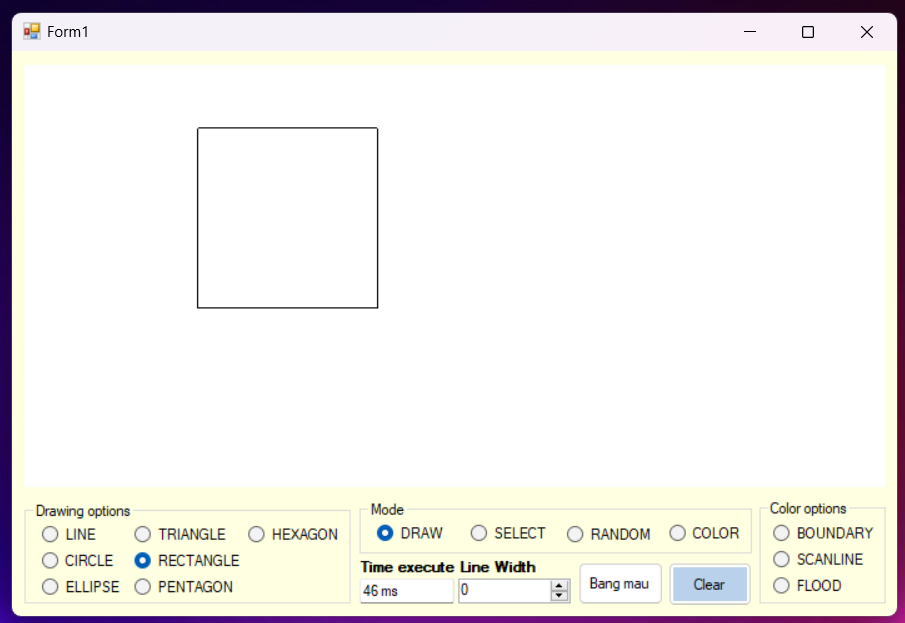 Form1
Drawing options
LINE TRIANGLE HEXAGON
CIRCLE RECTANGLE
ELLIPSE PENTAGON
Mode
DRAW SELECT RANDOM COLOR
Time execute Line Width
46 ms 0 Bang mau Clear
Color options
BOUNDARY
SCANLINE
FLOOD